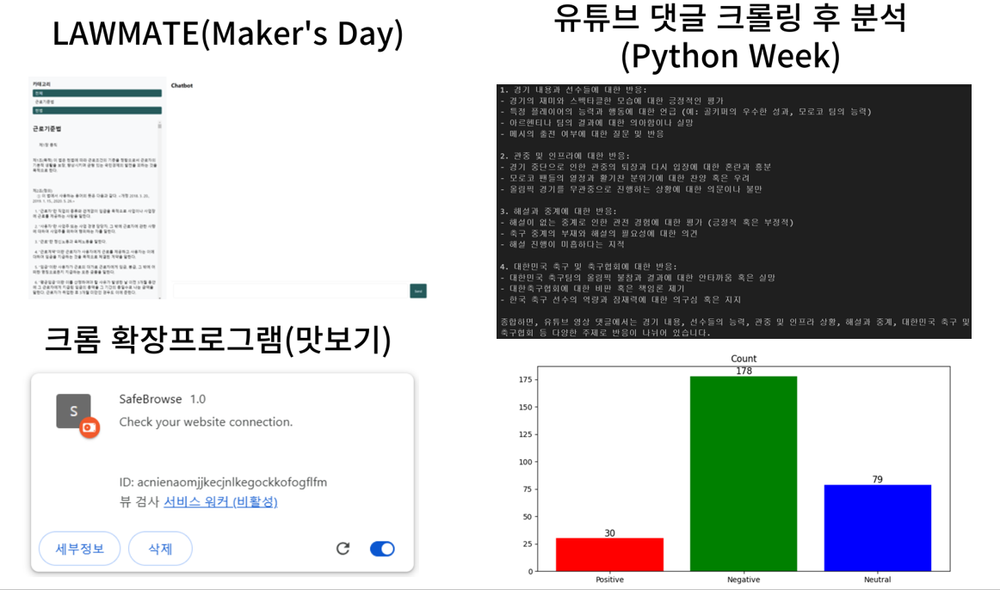 LAWMATE(Maker's Day)
카테고리
전체
근로기준법
헌법
근로기준법
제1장 총칙
Chatbot
Send
크롬 확장프로그램(맛보기)
S
SafeBrowse 1.0
Check your website connection.
ID: acnienaomjjkecjnlkegockkofogflfm
뷰 검사 서비스 워커 (비활성)
세부정보
삭제
유튜브 댓글 크롤링 후 분석
(Python Week)
1. 경기 내용과 선수들에 대한 반응:
- 경기의 재미와 스펙타클한 모습에 대한 긍정적인 평가
- 특정 플레이어의 능력과 행동에 대한 언급 (예: 골키퍼의 우수한 성과, 모로코 팀의 능력)
- 아르헨티나 팀의 결과에 대한 의아함이나 실망
- 메시의 출전 여부에 대한 질문 및 반응
2. 관중 및 인프라에 대한 반응:
- 경기 중단으로 인한 관중의 퇴장과 다시 입장에 대한 혼란과 흥분
- 모로코 팬들의 열정과 활기찬 분위기에 대한 찬양 혹은 우려
- 올림픽 경기를 무관중으로 진행하는 상황에 대한 의문이나 불만
3. 해설과 중계에 대한 반응:
- 해설이 없는 중계로 인한 관전 경험에 대한 평가 (긍정적 혹은 부정적)
- 축구 중계의 부재와 해설의 필요성에 대한 의견
- 해설 진행이 미흡하다는 지적
4. 대한민국 축구 및 축구협회에 대한 반응:
- 대한민국 축구팀의 올림픽 불참과 결과에 대한 안타까움 혹은 실망
- 대한축구협회에 대한 비판 혹은 책임론 제기
- 한국 축구 선수의 역량과 잠재력에 대한 의구심 혹은 지지
종합하면, 유튜브 영상 댓글에서는 경기 내용, 선수들의 능력, 관중 및 인프라 상황, 해설과 중계, 대한민국 축구 및
축구협회 등 다양한 주제로 반응이 나뉘어 있습니다.
Count
175
150
125
100
75
50
25
0
30
178
79
Positive
Negative
Neutral